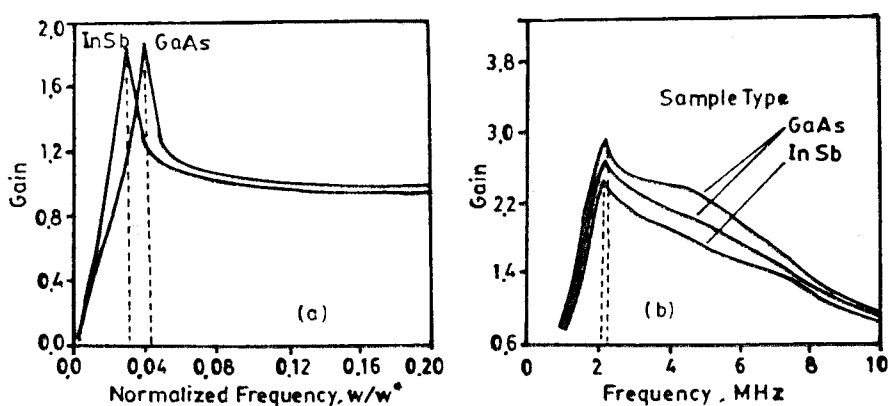 InSb GaAs
2.0
1.6
1.2
0.8
0.4
0.0
Gain
(a)
0.0 0.04 0.08 0.12 0.16 0.20
Normalized Frequency, w/w*
3.8
3.0
2.2
1.4
0.6
Gain
Sample Type
GaAs
InSb
(b)
0 2 4 6 8 10
Frequency, MHz